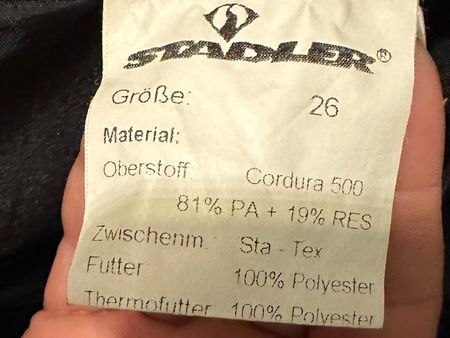 STADLER®
Größe: 26
Material:
Oberstoff Cordura 500
81% PA + 19% RES
Zwischenm. Sta - Tex
Futter 100% Polyester
Thermofutter 100% Polyester